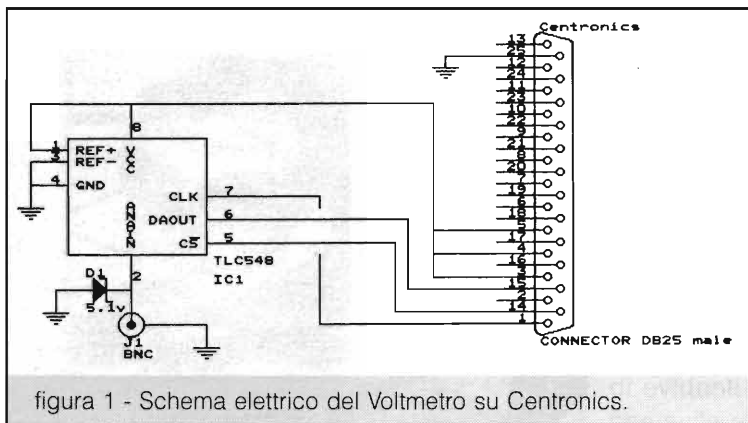 Centronics
13
25
12
24
11
23
10
22
9
21
8
20
7
19
6
18
5
17
4
16
3
15
2
14
1
CONNECTOR DB25 male
8
1
3
4
REF+
REF-
GND
VCC
ANAIN
CLK
DAOUT
CS
7
6
5
TLC548
IC1
2
D1
5.1v
J1
BNC
figura 1 - Schema elettrico del Voltmetro su Centronics.